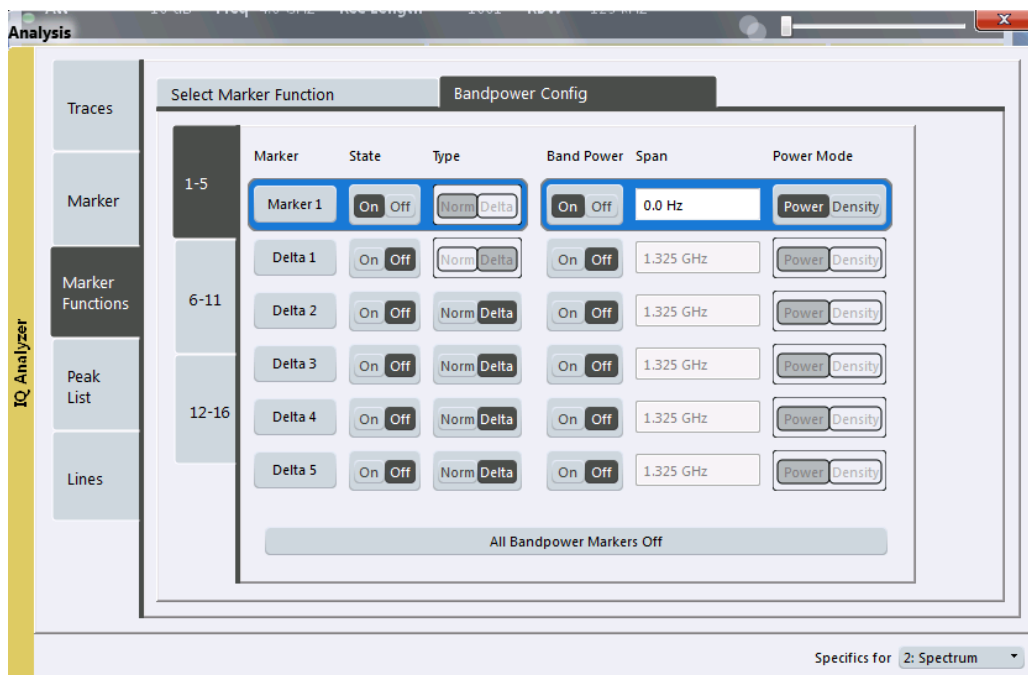 Analysis
IQ Analyzer
Traces
Marker
Marker Functions
Peak List
Lines
Select Marker Function
Bandpower Config
1-5
6-11
12-16
Marker State Type Band Power Span Power Mode
Marker 1 On Off Norm Delta On Off 0.0 Hz Power Density
Delta 1 On Off Norm Delta On Off 1.325 GHz Power Density
Delta 2 On Off Norm Delta On Off 1.325 GHz Power Density
Delta 3 On Off Norm Delta On Off 1.325 GHz Power Density
Delta 4 On Off Norm Delta On Off 1.325 GHz Power Density
Delta 5 On Off Norm Delta On Off 1.325 GHz Power Density
All Bandpower Markers Off
Specifics for 2: Spectrum